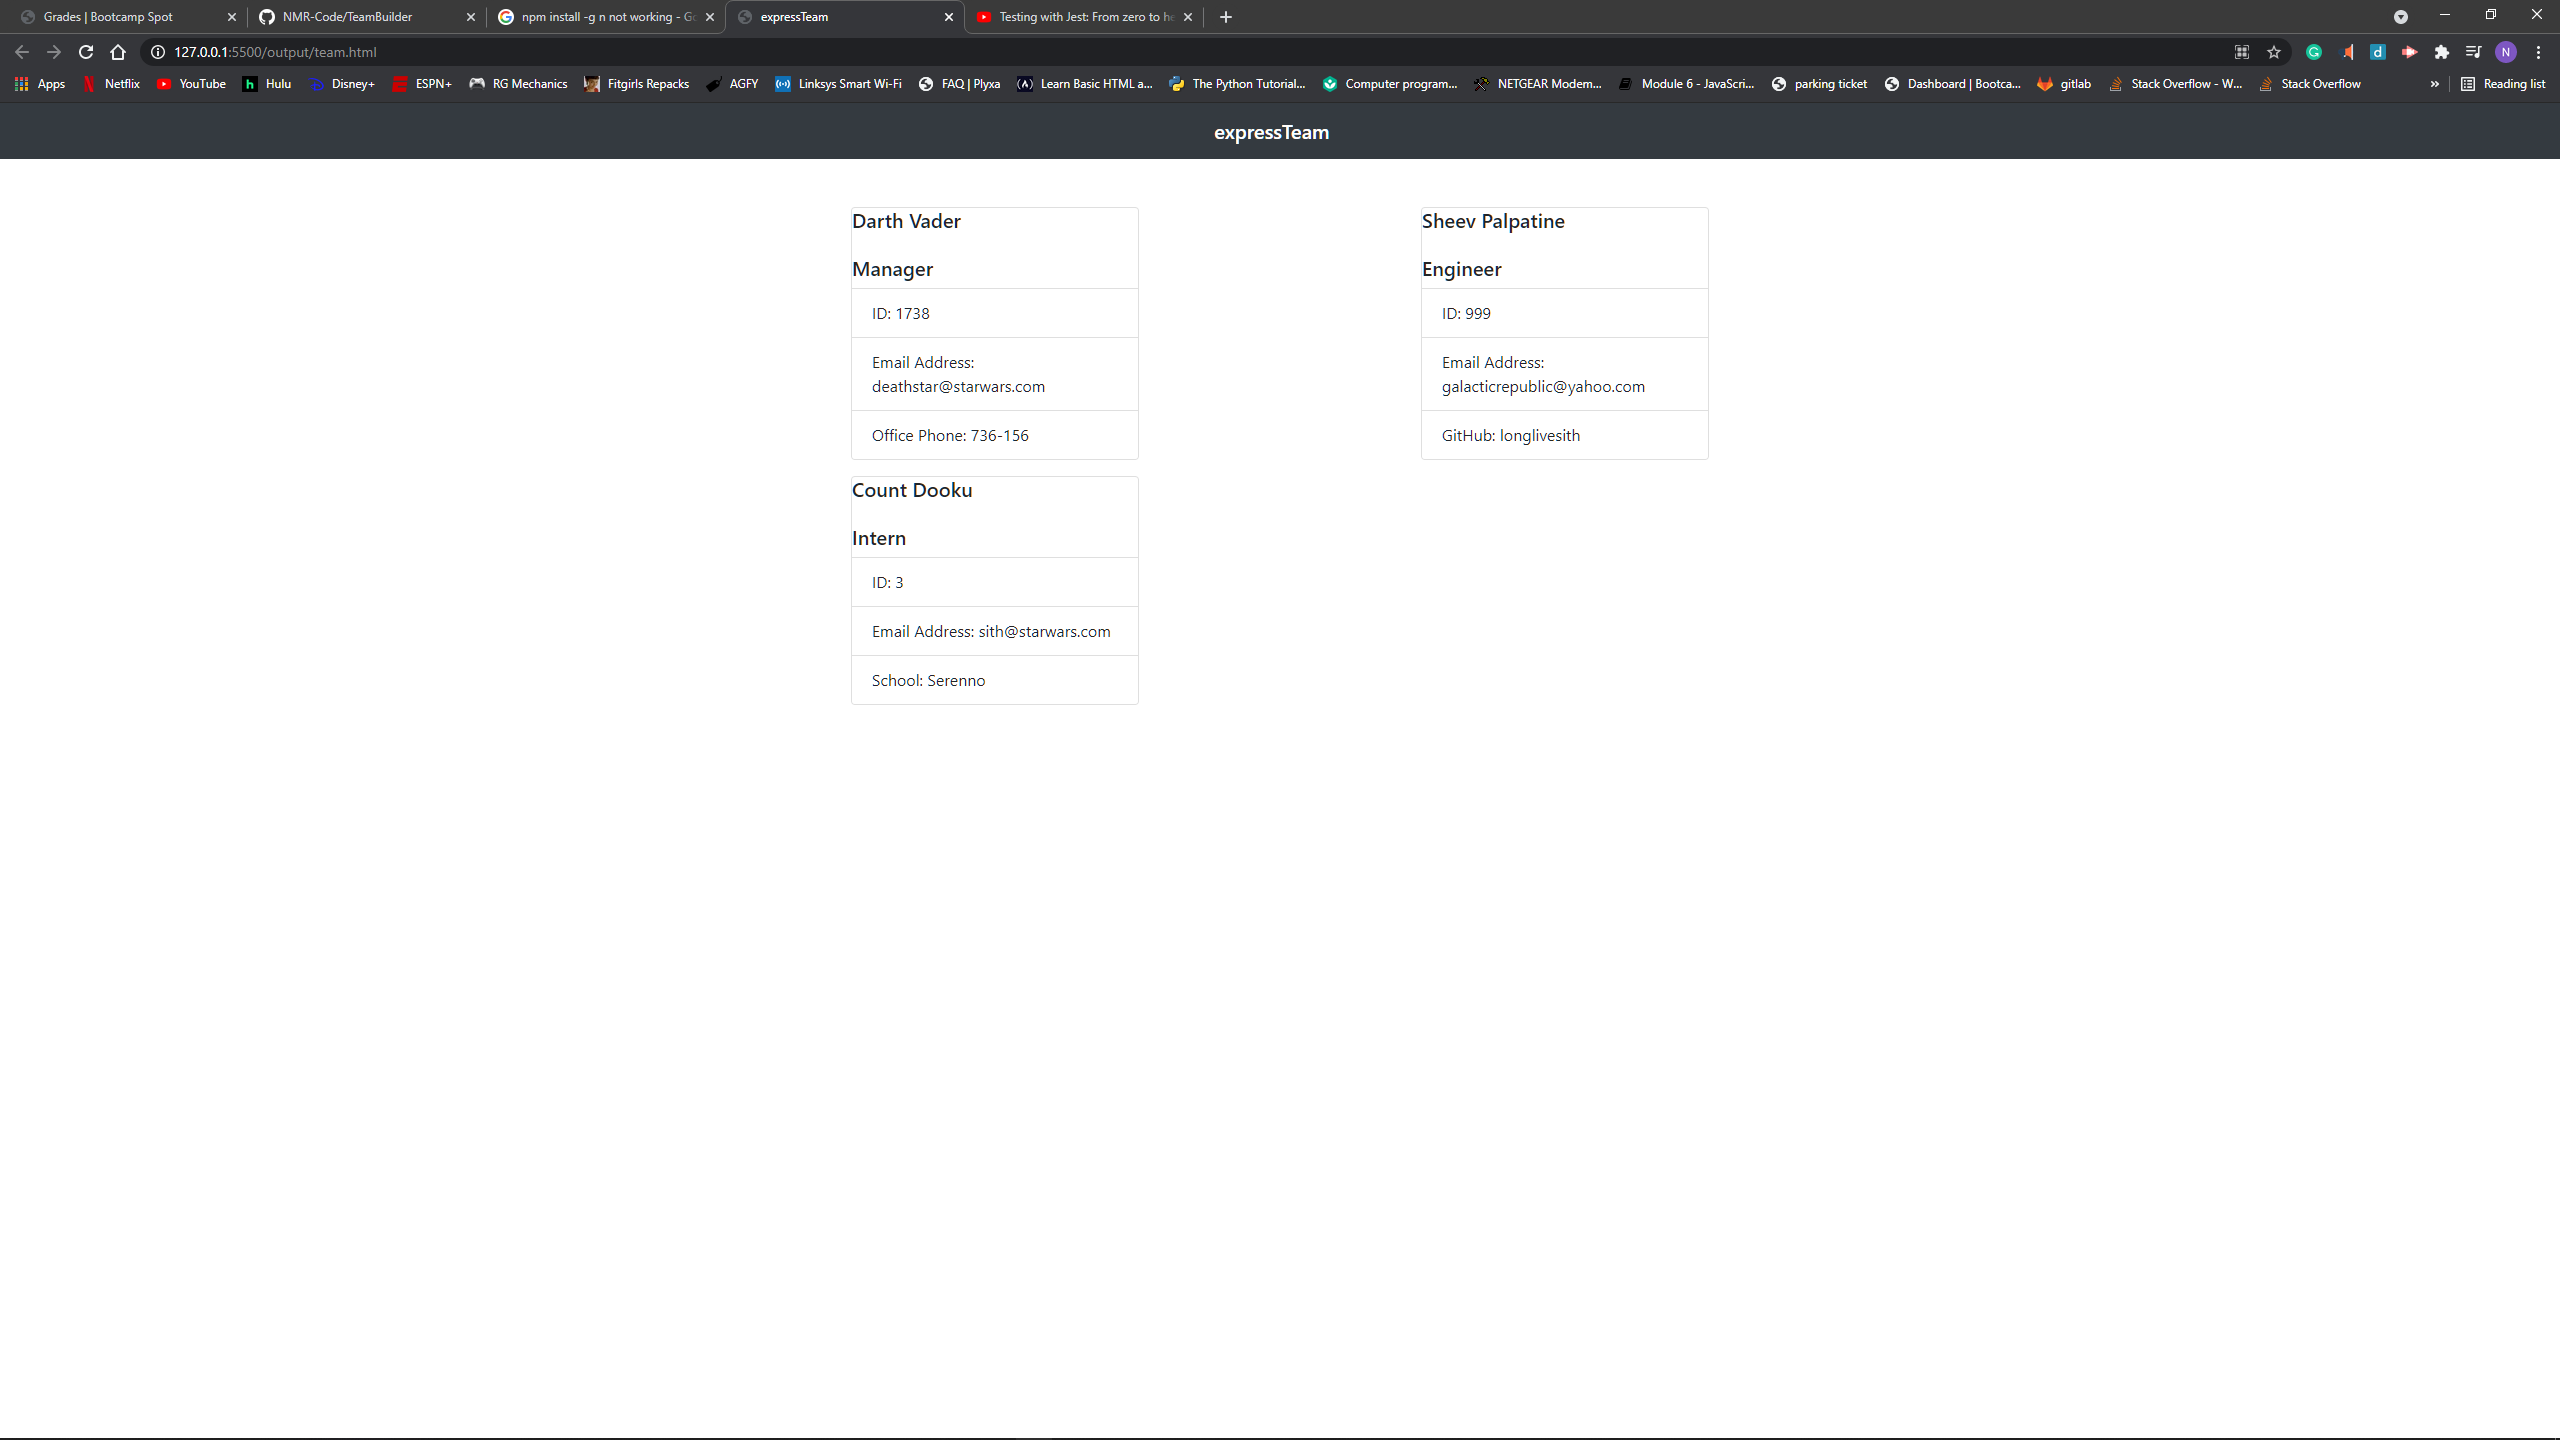 Grades | Bootcamp Spot
NMR-Code/TeamBuilder
npm install -g n not working - Go
expressTeam
Testing with Jest: From zero to he
127.0.0.1:5500/output/team.html
N
Apps
Netflix
YouTube
Hulu
Disney+
ESPN+
RG Mechanics
Fitgirls Repacks
AGFY
Linksys Smart Wi-Fi
FAQ | Plyxa
Learn Basic HTML a...
The Python Tutorial...
Computer program...
NETGEAR Modem...
Module 6 - JavaScri...
parking ticket
Dashboard | Bootca...
gitlab
Stack Overflow - W...
Stack Overflow
»
Reading list
expressTeam
Darth Vader
Manager
ID: 1738
Email Address:
deathstar@starwars.com
Office Phone: 736-156
Sheev Palpatine
Engineer
ID: 999
Email Address:
galacticrepublic@yahoo.com
GitHub: longlivesith
Count Dooku
Intern
ID: 3
Email Address: sith@starwars.com
School: Serenno